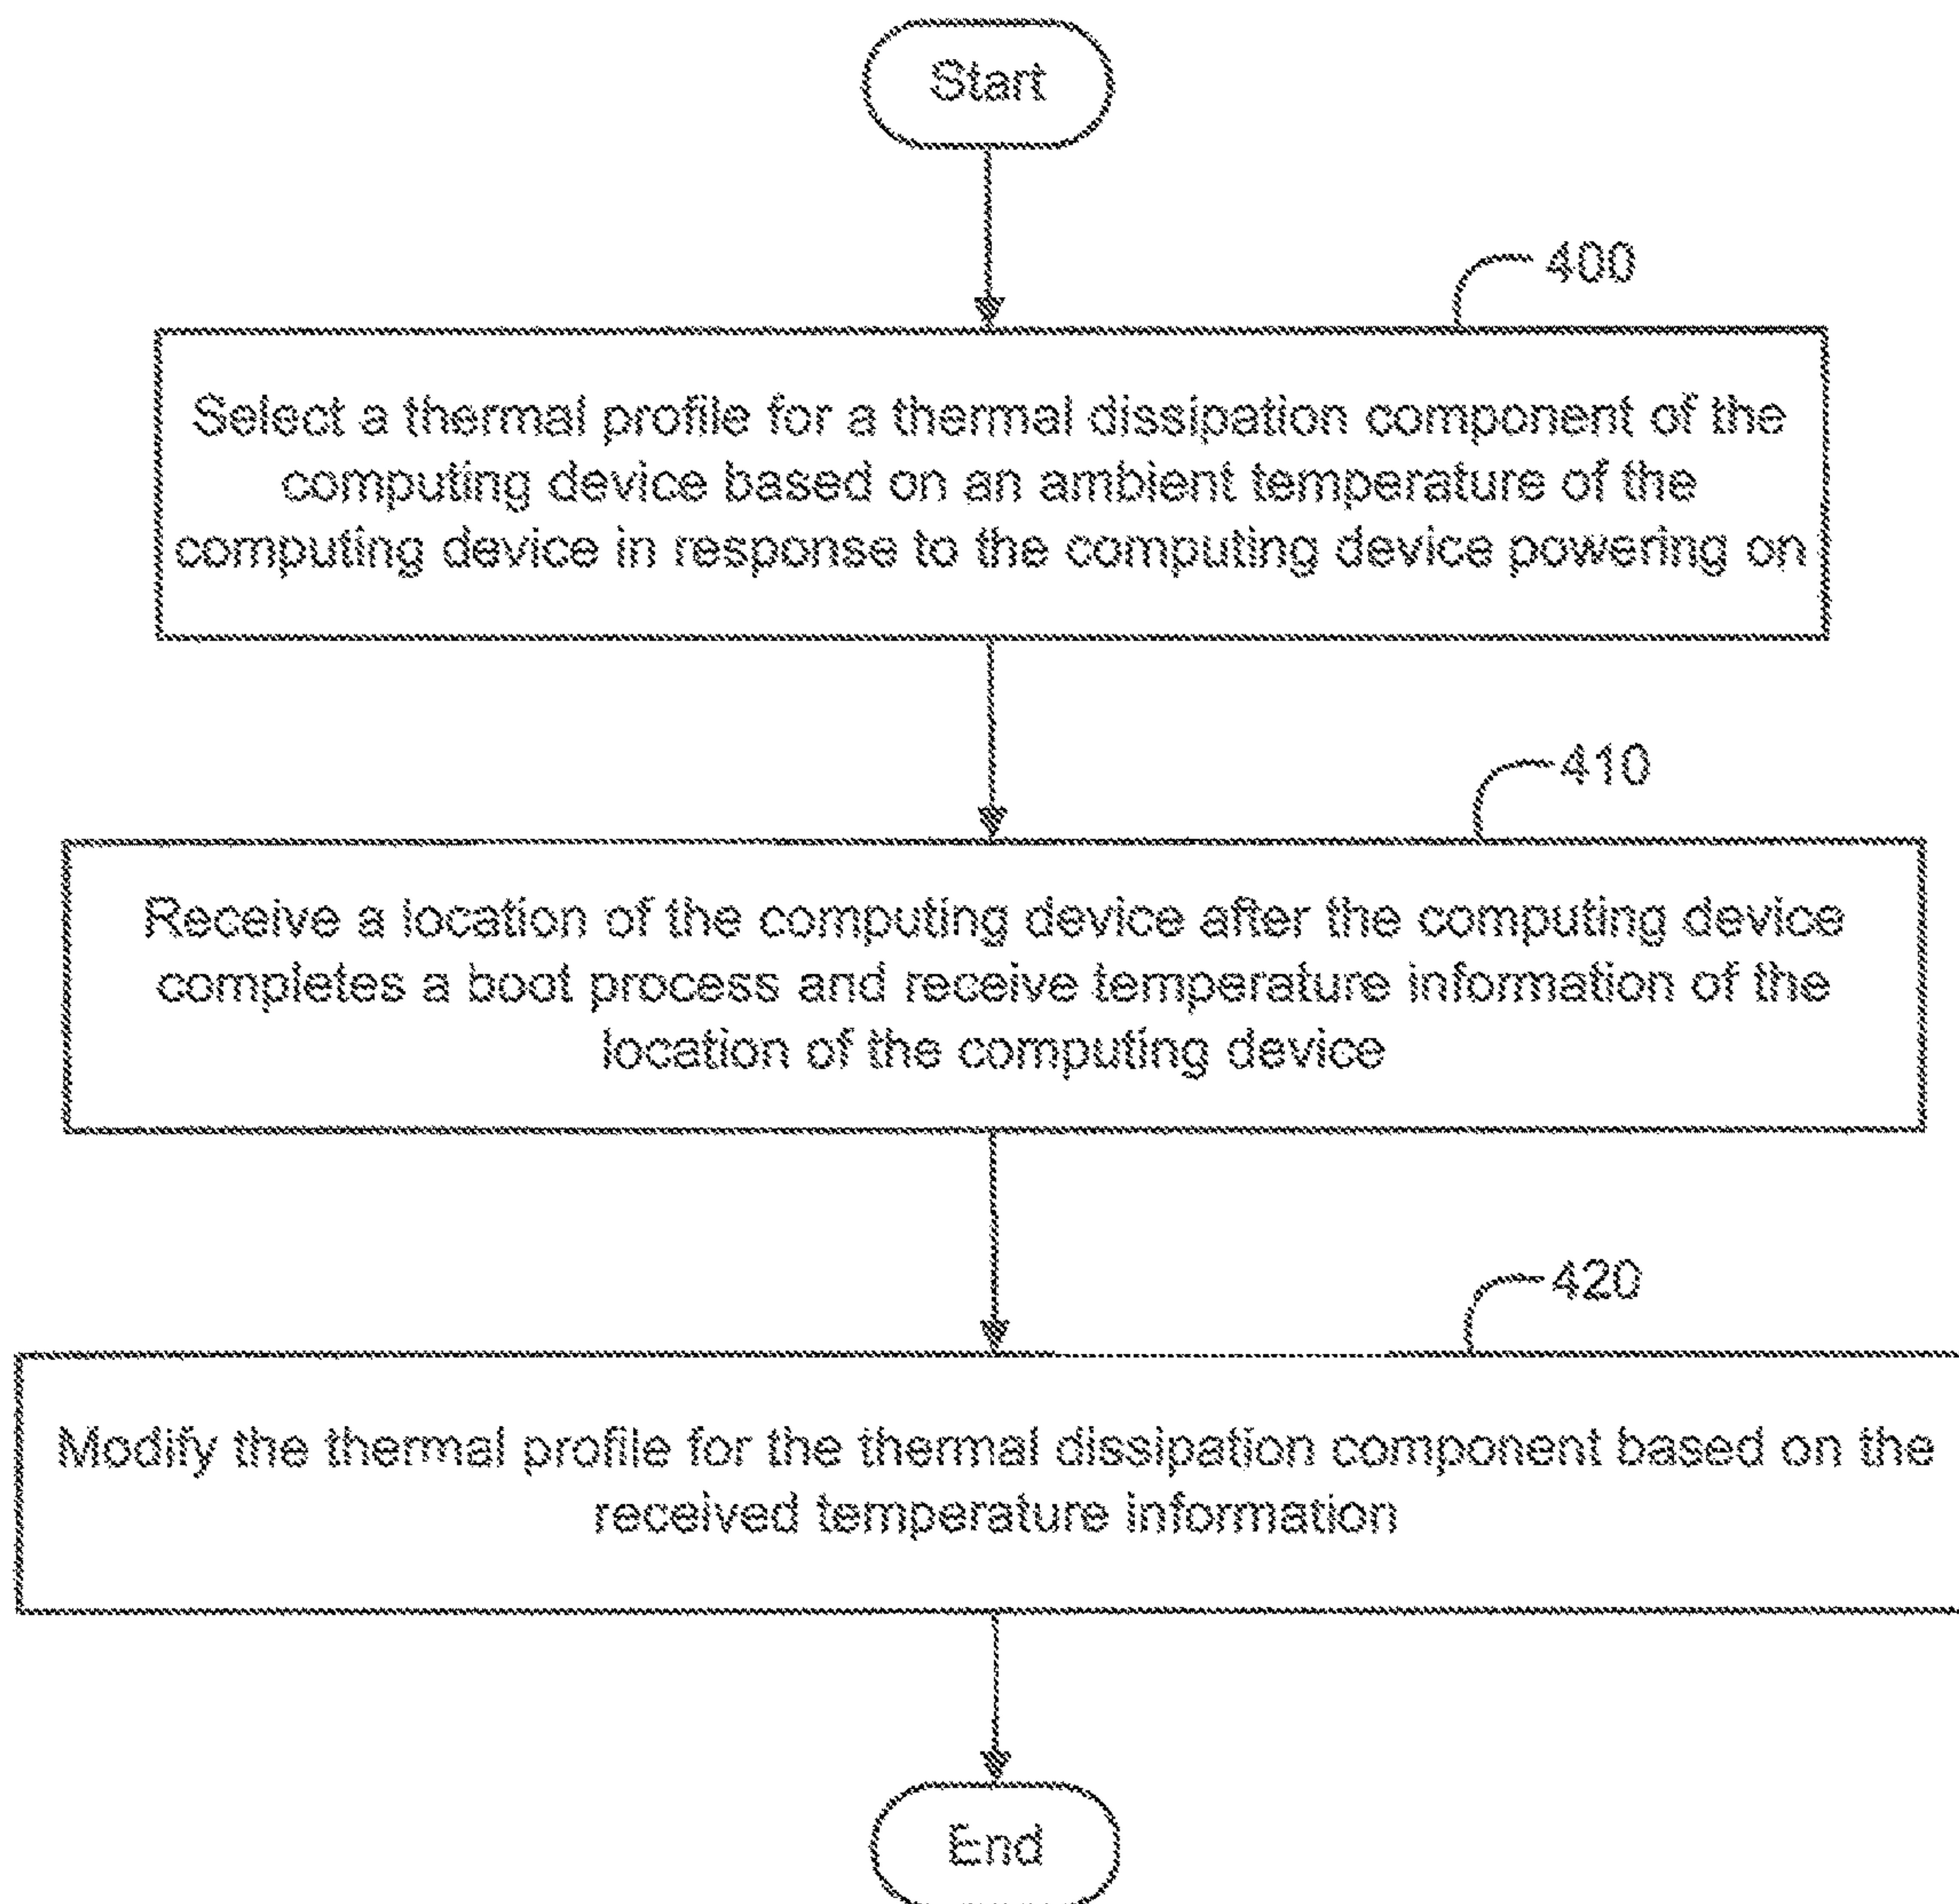 Start
400
Select a thermal profile for a thermal dissipation component of the
computing device based on an ambient temperature of the
computing device in response to the computing device powering on
410
Receive a location of the computing device after the computing device
completes a boot process and receive temperature information of the
location of the computing device
420
Modify the thermal profile for the thermal dissipation component based on the
received temperature information
End